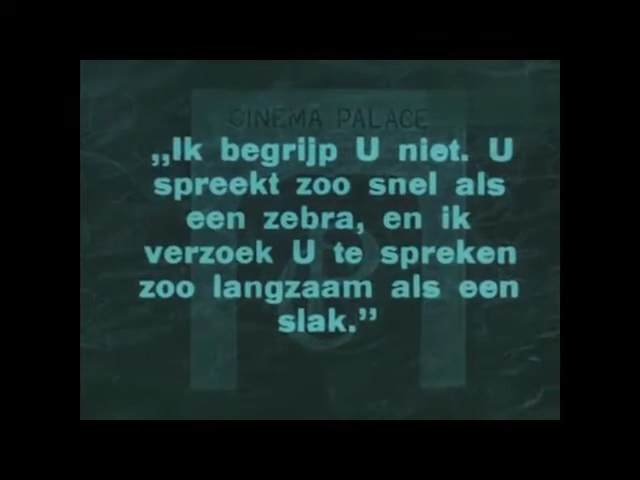 CINEMA PALACE
„Ik begrijp U niet. U
spreekt zoo snel als
een zebra, en ik
verzoek U te spreken
zoo langzaam als een
slak.”